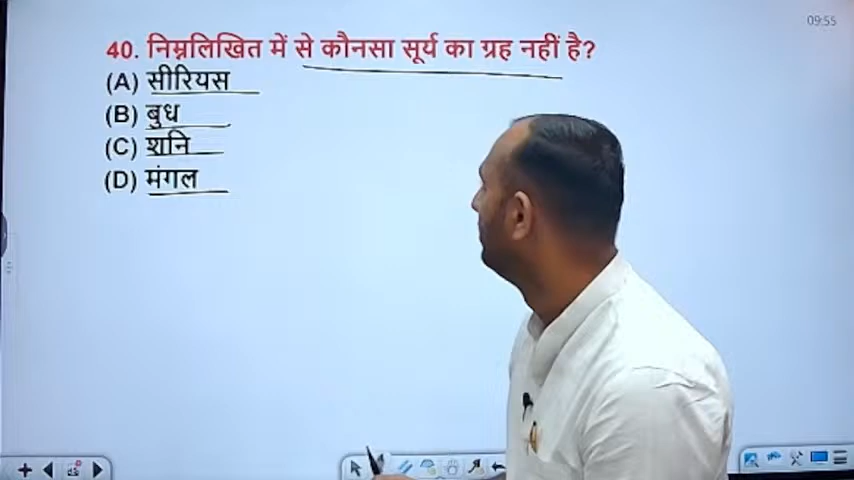 09:55
40. निम्नलिखित में से कौनसा सूर्य का ग्रह नहीं है?
(A) सीरियस
(B) बुध
(C) शनि
(D) मंगल